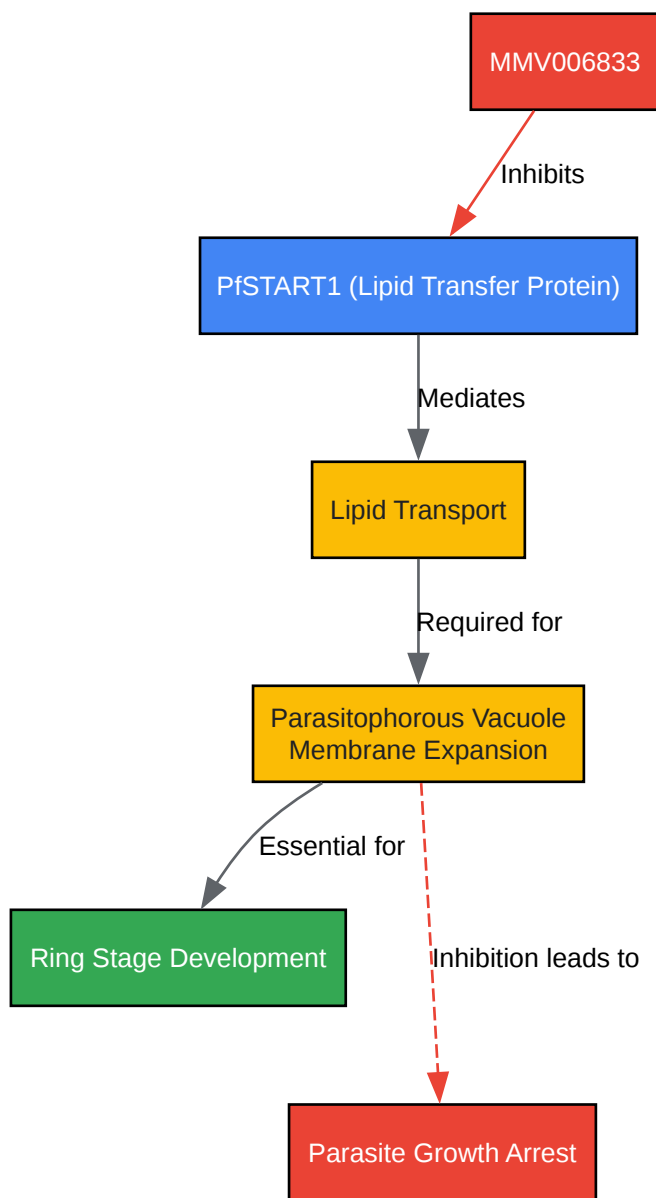 MMV006833
Inhibits
PfSTART1 (Lipid Transfer Protein)
Mediates
Lipid Transport
Required for
Parasitophorous Vacuole
Membrane Expansion
Essential for
Ring Stage Development
Inhibition leads to
Parasite Growth Arrest